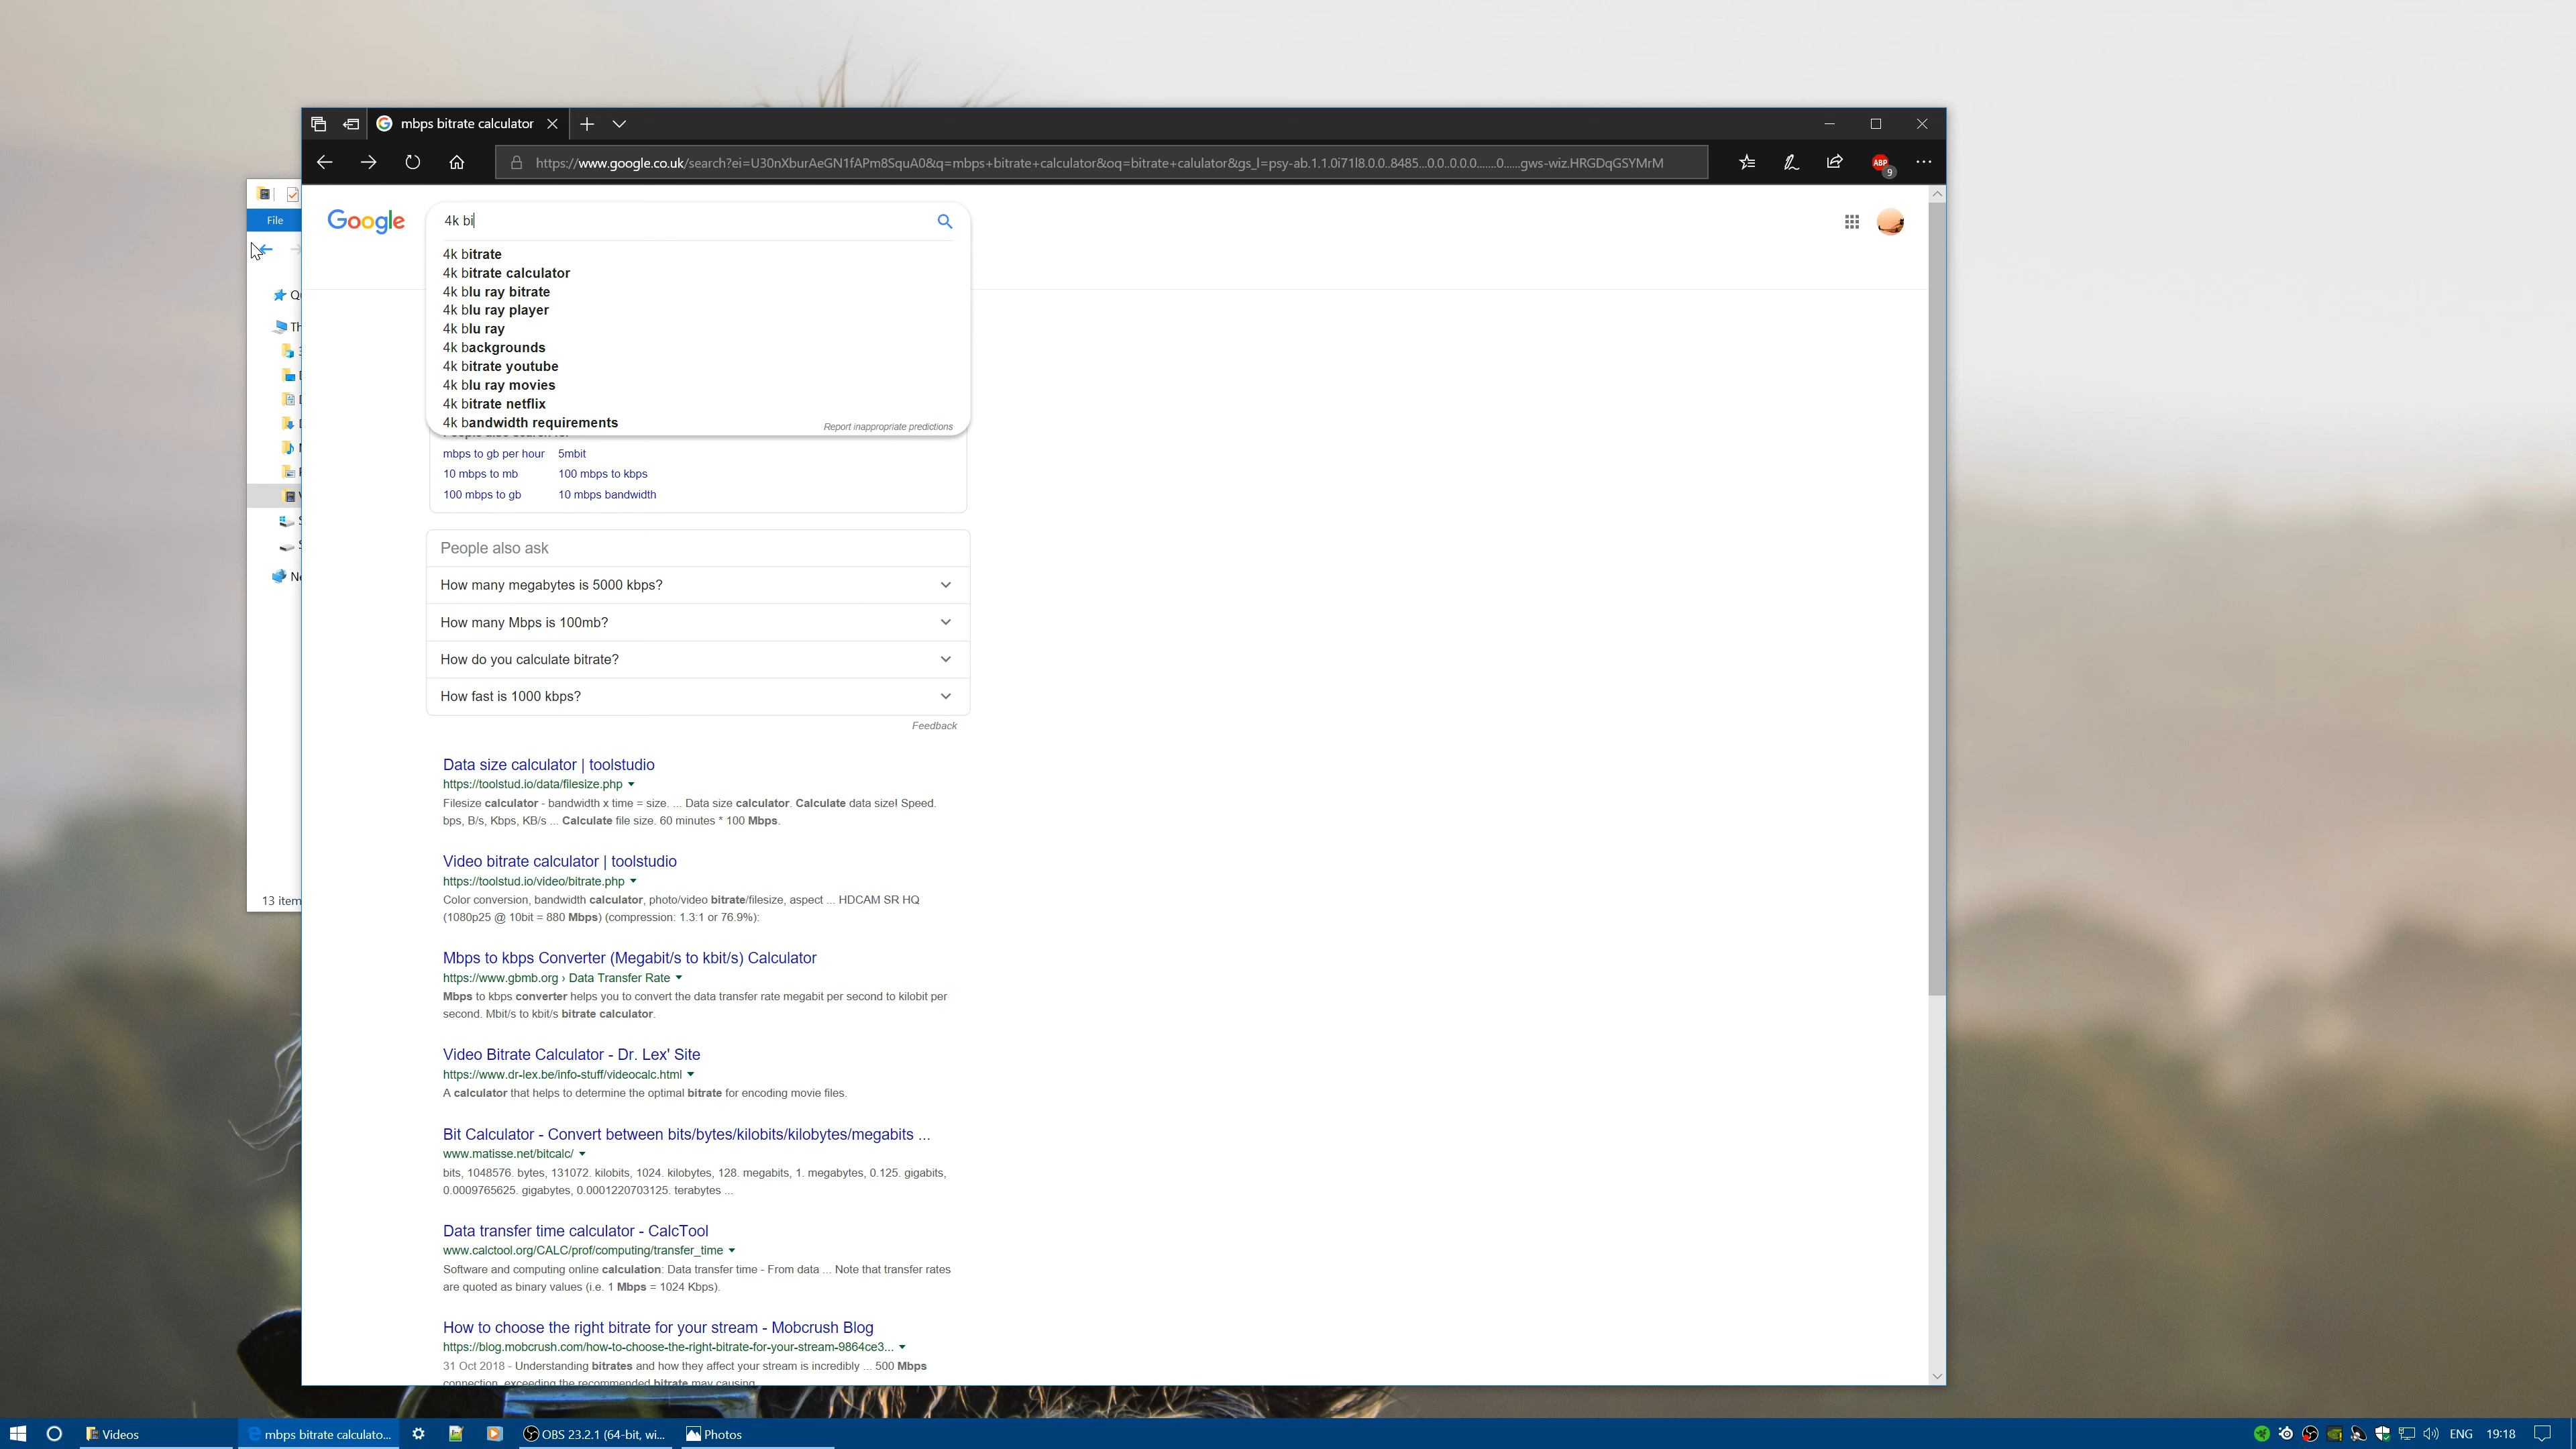 mbps bitrate calculator
https://www.google.co.uk/search?ei=U30nXburAeGN1fAPm8SquA0&q=mbps+bitrate+calculator&oq=bitrate+calulator&gs_l=psy-ab.1.1.0i71l8.0.0..8485...0.0..0.0.0.......0......gws-wiz.HRGDqGSYMrM
ABP
9
File
Google
4k bi
4k bitrate
4k bitrate calculator
4k blu ray bitrate
4k blu ray player
4k blu ray
4k backgrounds
4k bitrate youtube
4k blu ray movies
4k bitrate netflix
4k bandwidth requirements
Report inappropriate predictions
mbps to gb per hour 5mbit
10 mbps to mb 100 mbps to kbps
100 mbps to gb 10 mbps bandwidth
People also ask
How many megabytes is 5000 kbps?
How many Mbps is 100mb?
How do you calculate bitrate?
How fast is 1000 kbps?
Feedback
Data size calculator | toolstudio
https://toolstud.io/data/filesize.php
Filesize calculator - bandwidth x time = size. ... Data size calculator. Calculate data size! Speed.
bps, B/s, Kbps, KB/s ... Calculate file size. 60 minutes * 100 Mbps.
Video bitrate calculator | toolstudio
https://toolstud.io/video/bitrate.php
Color conversion, bandwidth calculator, photo/video bitrate/filesize, aspect ... HDCAM SR HQ
(1080p25 @ 10bit = 880 Mbps) (compression: 1.3:1 or 76.9%):
Mbps to kbps Converter (Megabit/s to kbit/s) Calculator
https://www.gbmb.org › Data Transfer Rate
Mbps to kbps converter helps you to convert the data transfer rate megabit per second to kilobit per
second. Mbit/s to kbit/s bitrate calculator.
Video Bitrate Calculator - Dr. Lex' Site
https://www.dr-lex.be/info-stuff/videocalc.html
A calculator that helps to determine the optimal bitrate for encoding movie files.
Bit Calculator - Convert between bits/bytes/kilobits/kilobytes/megabits ...
www.matisse.net/bitcalc/
bits, 1048576. bytes, 131072. kilobits, 1024. kilobytes, 128. megabits, 1. megabytes, 0.125. gigabits,
0.0009765625. gigabytes, 0.0001220703125. terabytes ...
Data transfer time calculator - CalcTool
www.calctool.org/CALC/prof/computing/transfer_time
Software and computing online calculation: Data transfer time - From data ... Note that transfer rates
are quoted as binary values (i.e. 1 Mbps = 1024 Kbps).
How to choose the right bitrate for your stream - Mobcrush Blog
https://blog.mobcrush.com/how-to-choose-the-right-bitrate-for-your-stream-9864ce3...
31 Oct 2018 - Understanding bitrates and how they affect your stream is incredibly ... 500 Mbps
connection, exceeding the recommended bitrate may causing
13 item
Videos
mbps bitrate calculato...
OBS 23.2.1 (64-bit, wi...
Photos
ENG
19:18